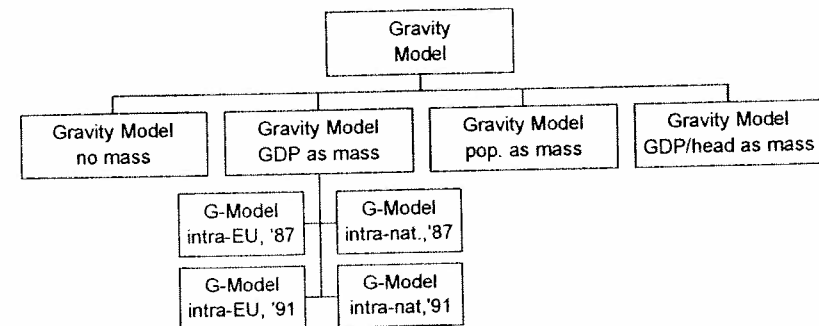 Gravity
Model
Gravity Model
no mass
Gravity Model
GDP as mass
Gravity Model
pop. as mass
Gravity Model
GDP/head as mass
G-Model
intra-EU, '87
G-Model
intra-nat.,'87
G-Model
intra-EU, '91
G-Model
intra-nat,'91